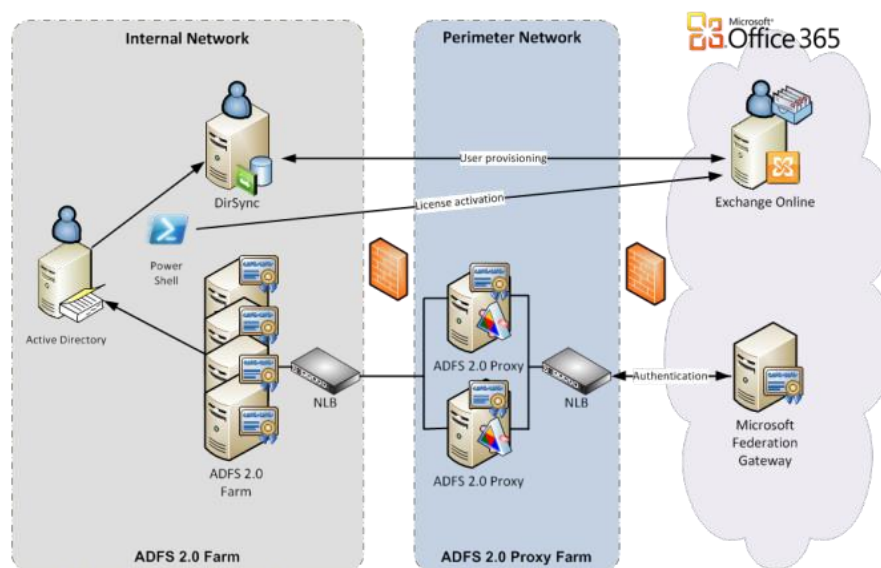 Internal Network
Perimeter Network
Microsoft®
Office 365
User provisioning
DirSync
License activation
Exchange Online
Power
Shell
Active Directory
ADFS 2.0 Proxy
NLB
NLB
Authentication
ADFS 2.0 Proxy
ADFS 2.0
Farm
Microsoft
Federation
Gateway
ADFS 2.0 Farm
ADFS 2.0 Proxy Farm